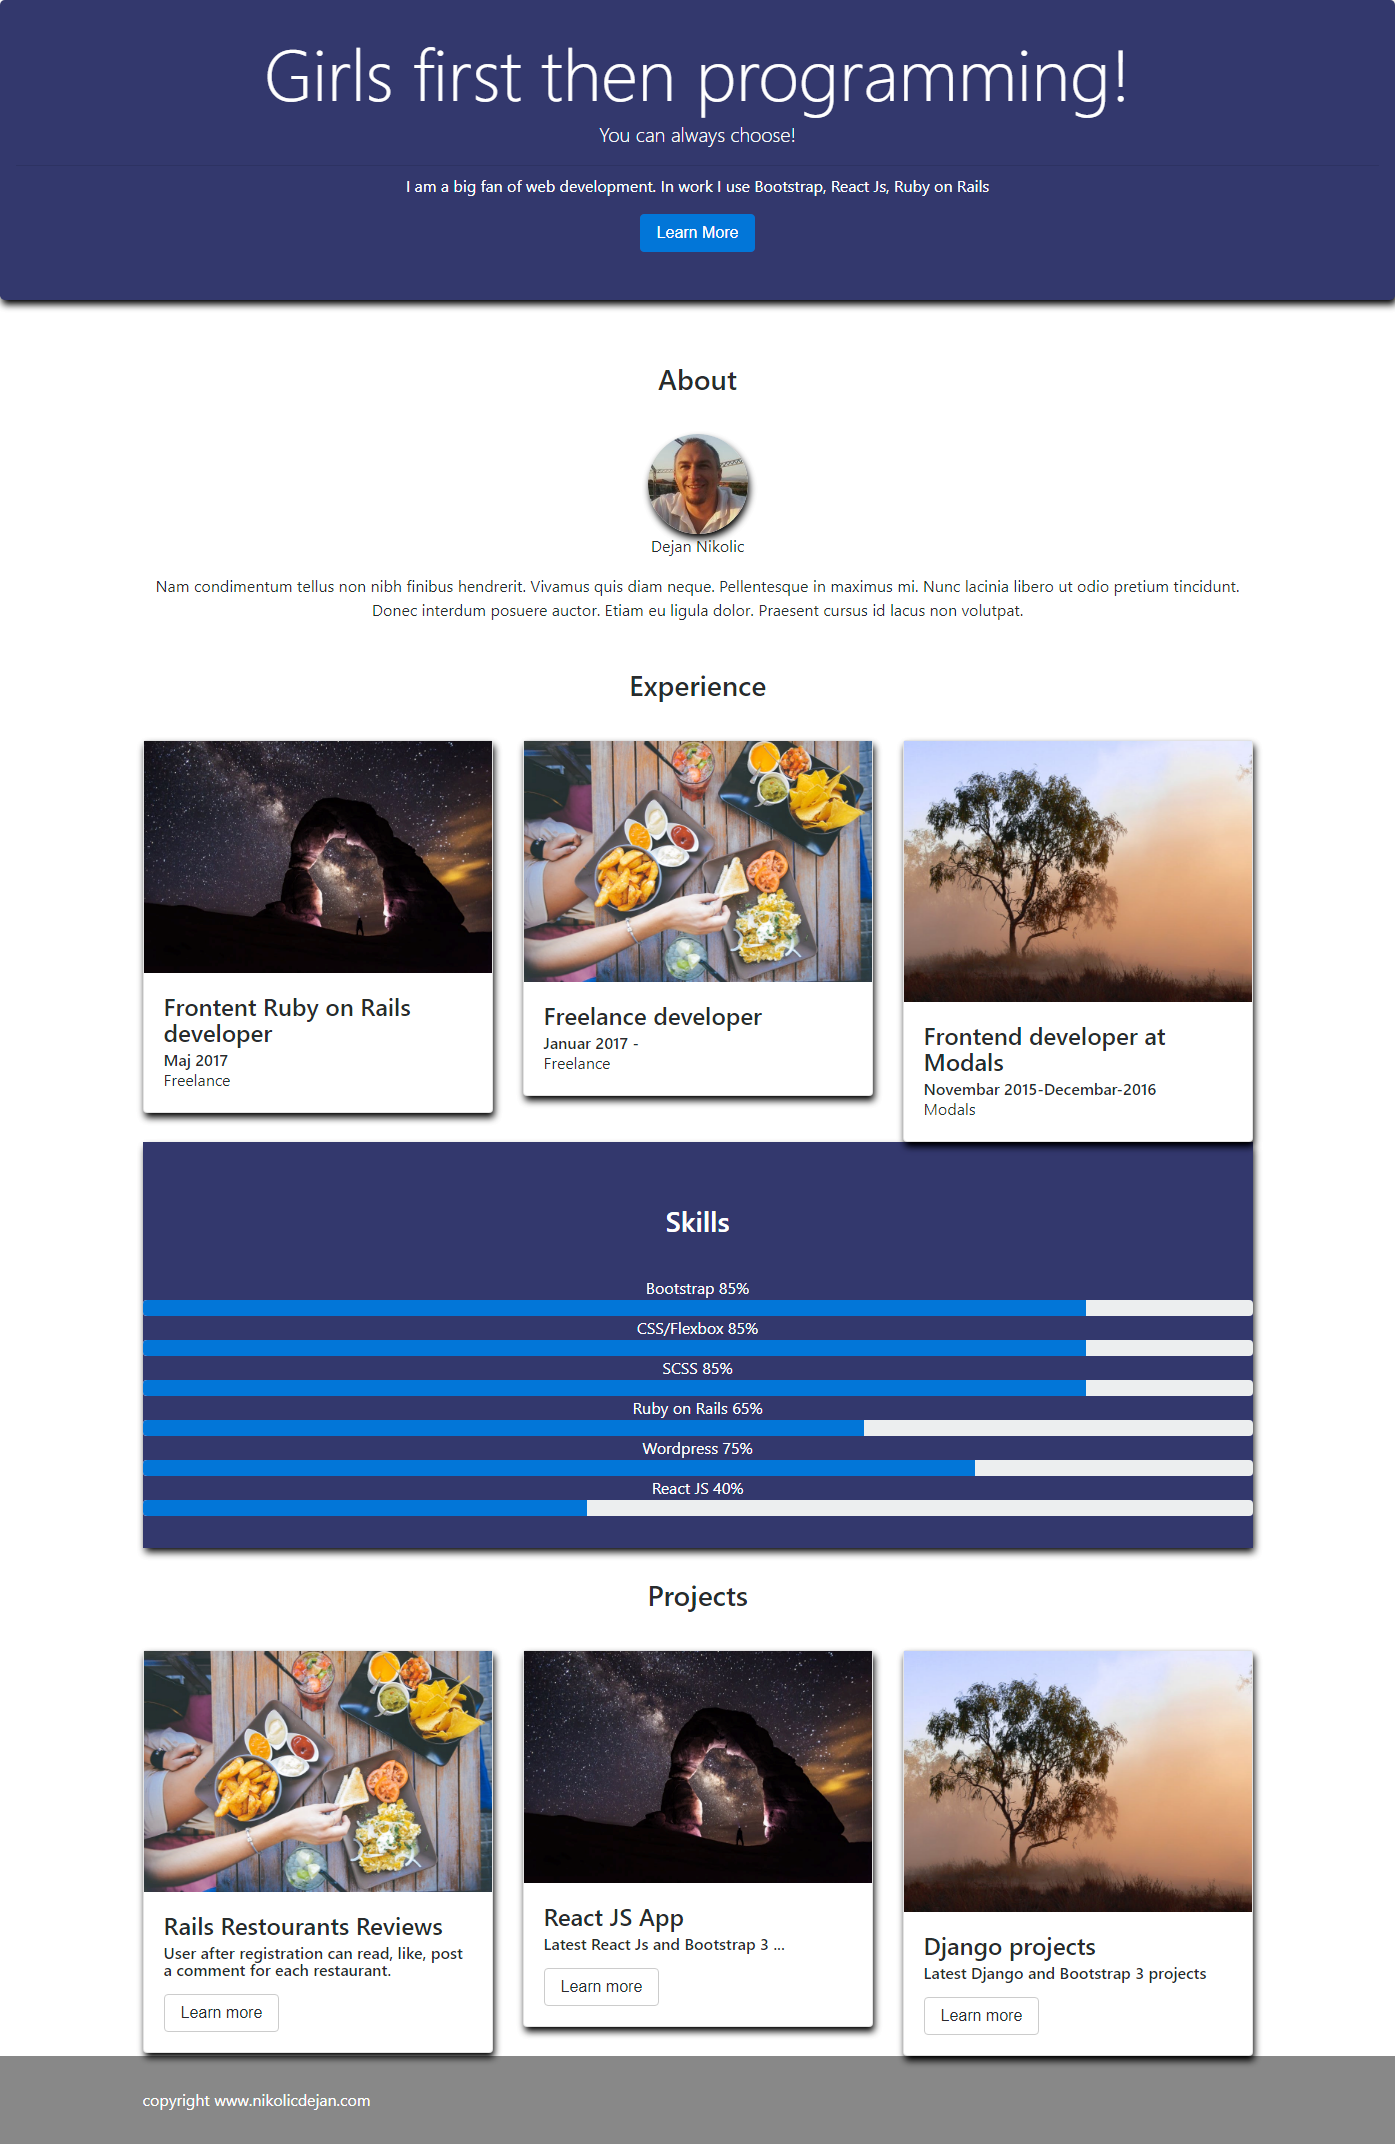 Girls first then programming!
You can always choose!
I am a big fan of web development. In work I use Bootstrap, React Js, Ruby on Rails
Learn More
About
Dejan Nikolic
Nam condimentum tellus non nibh finibus hendrerit. Vivamus quis diam neque. Pellentesque in maximus mi. Nunc lacinia libero ut odio pretium tincidunt.
Donec interdum posuere auctor. Etiam eu ligula dolor. Praesent cursus id lacus non volutpat.
Experience
Frontent Ruby on Rails
developer
Maj 2017
Freelance
Freelance developer
Januar 2017 -
Freelance
Frontend developer at
Modals
Novembar 2015-Decembar-2016
Modals
Skills
Bootstrap 85%
CSS/Flexbox 85%
SCSS 85%
Ruby on Rails 65%
Wordpress 75%
React JS 40%
Projects
Rails Restourants Reviews
User after registration can read, like, post
a comment for each restaurant.
Learn more
React JS App
Latest React Js and Bootstrap 3 ...
Learn more
Django projects
Latest Django and Bootstrap 3 projects
Learn more
copyright www.nikolicdejan.com